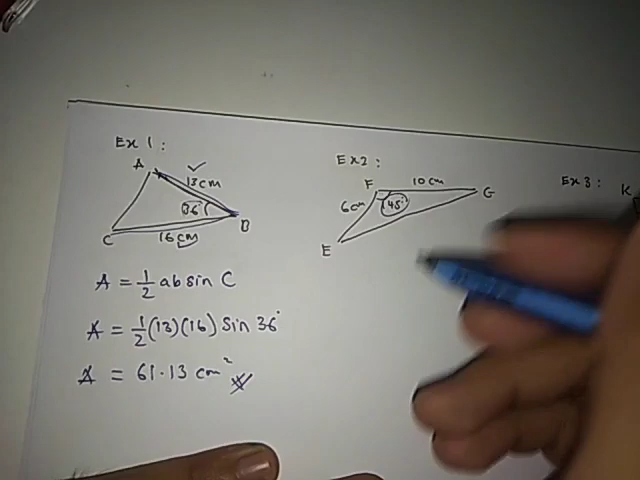 Ex 1:
A
13 cm
36°
B
C
16 cm
A = 1/2 ab sin C
A = 1/2 (13)(16) Sin 36°
A = 61.13 cm²
Ex 2:
F
10 cm
G
6 cm
45°
E
Ex 3:
K